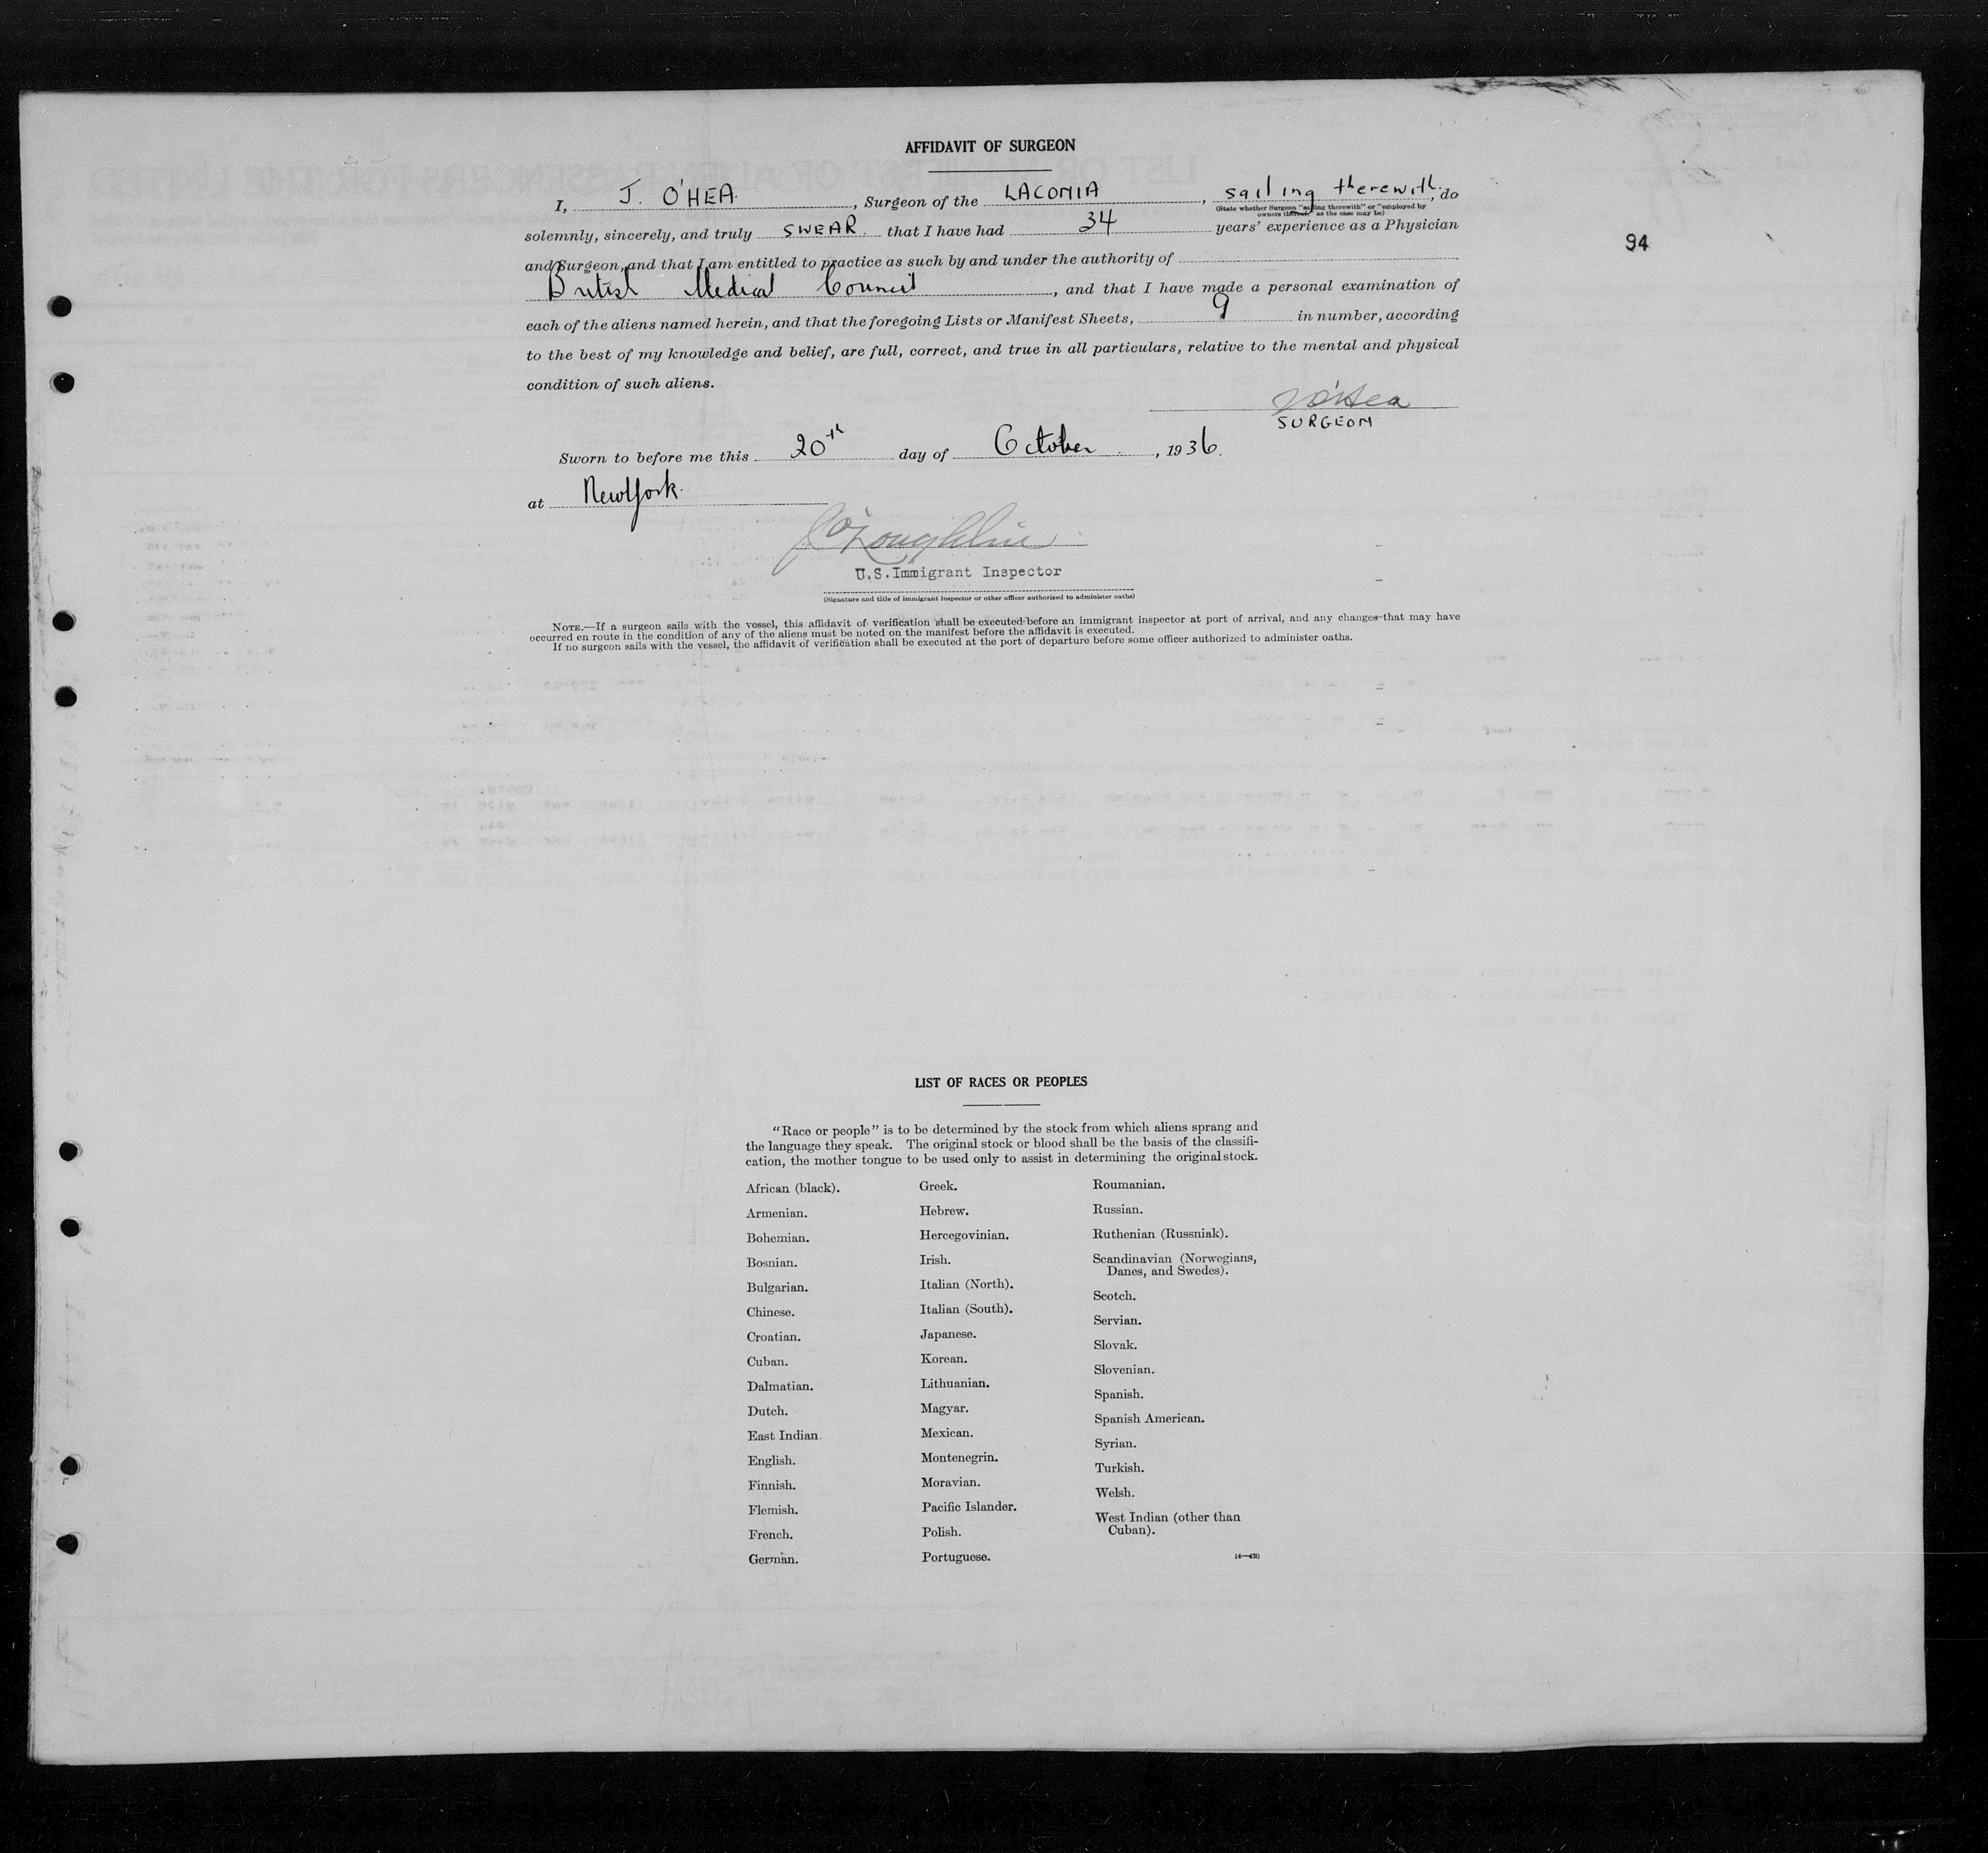 AFFIDAVIT OF SURGEON
I, J. O'HEA., Surgeon of the LACONIA, sailing therewith, do
(State whether Surgeon "sailing therewith" or "employed by
owners thereof," as the case may be)
solemnly, sincerely, and truly SWEAR. that I have had 34 years' experience as a Physician
94
and Surgeon, and that I am entitled to practice as such by and under the authority of
British Medical Council, and that I have made a personal examination of
each of the aliens named herein, and that the foregoing Lists or Manifest Sheets, 9 in number, according
to the best of my knowledge and belief, are full, correct, and true in all particulars, relative to the mental and physical
condition of such aliens.
J O'Hea
SURGEON
Sworn to before me this 20th day of October, 1936.
at New York.
J O'Loughlin
U.S.Immigrant Inspector
(Signature and title of immigrant inspector or other officer authorized to administer oaths)
NOTE.—If a surgeon sails with the vessel, this affidavit of verification shall be executed before an immigrant inspector at port of arrival, and any changes that may have
occurred en route in the condition of any of the aliens must be noted on the manifest before the affidavit is executed.
If no surgeon sails with the vessel, the affidavit of verification shall be executed at the port of departure before some officer authorized to administer oaths.
LIST OF RACES OR PEOPLES
"Race or people" is to be determined by the stock from which aliens sprang and
the language they speak. The original stock or blood shall be the basis of the classifi-
cation, the mother tongue to be used only to assist in determining the original stock.
African (black).
Armenian.
Bohemian.
Bosnian.
Bulgarian.
Chinese.
Croatian.
Cuban.
Dalmatian.
Dutch.
East Indian.
English.
Finnish.
Flemish.
French.
German.
Greek.
Hebrew.
Hercegovinian.
Irish.
Italian (North).
Italian (South).
Japanese.
Korean.
Lithuanian.
Magyar.
Mexican.
Montenegrin.
Moravian.
Pacific Islander.
Polish.
Portuguese.
Roumanian.
Russian.
Ruthenian (Russniak).
Scandinavian (Norwegians,
Danes, and Swedes).
Scotch.
Servian.
Slovak.
Slovenian.
Spanish.
Spanish American.
Syrian.
Turkish.
Welsh.
West Indian (other than
Cuban).
14—430